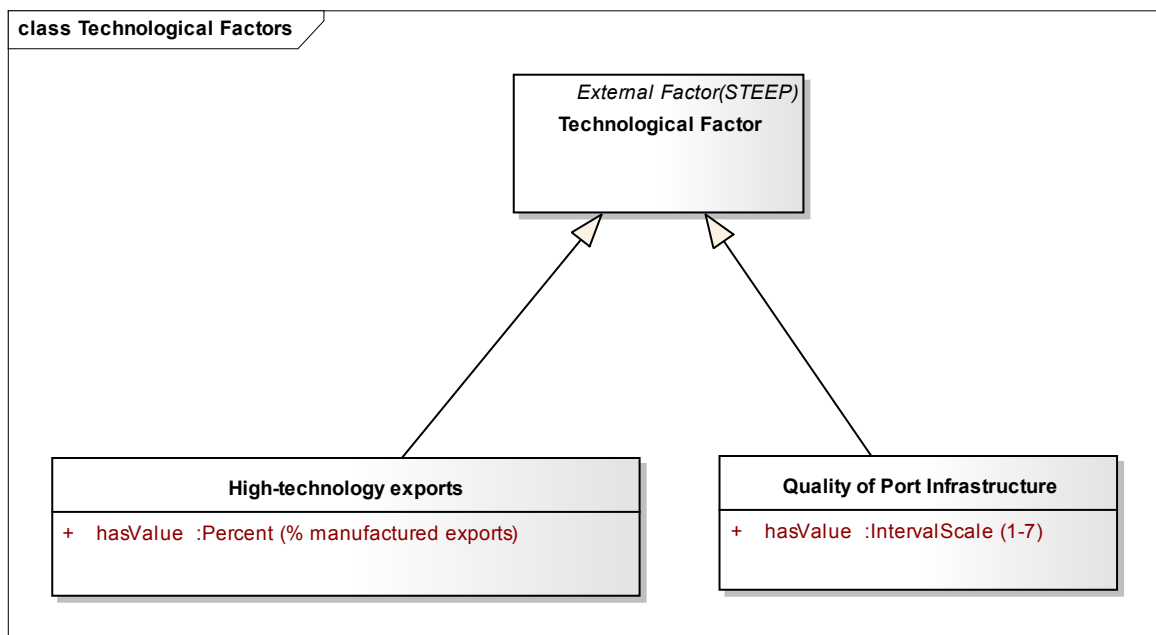 class Technological Factors
External Factor(STEEP)
Technological Factor
High-technology exports
+ hasValue :Percent (% manufactured exports)
Quality of Port Infrastructure
+ hasValue :IntervalScale (1-7)